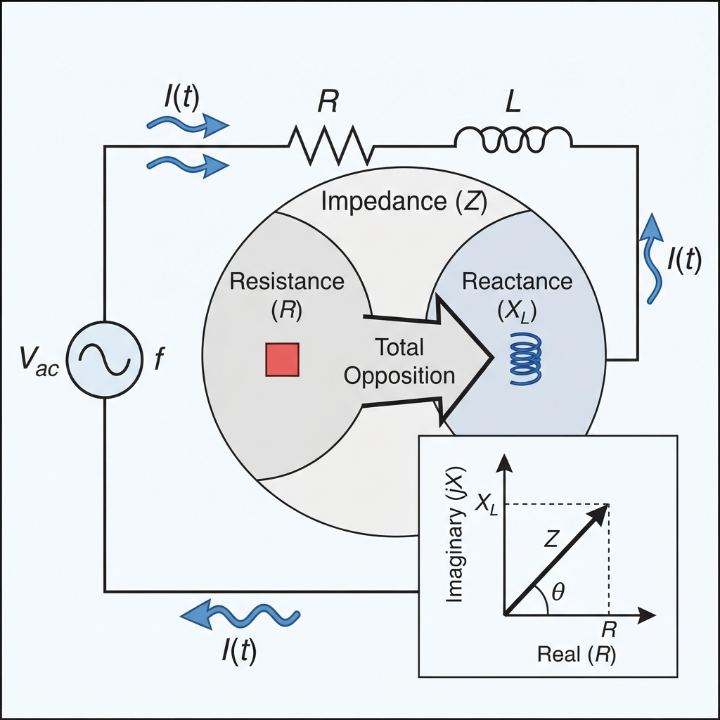 I(t)
R
L
Impedance (Z)
Resistance
(R)
Reactance
(X_L)
I(t)
V_ac
f
Total
Opposition
Imaginary (jX)
X_L
Z
θ
R
Real (R)
I(t)